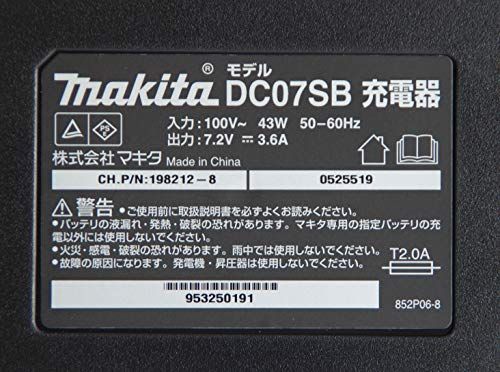 makita® モデル DC07SB 充電器
入力：100V~ 43W 50-60Hz
出力：7.2V ⎓ 3.6A
PSE
株式会社マキタ Made in China
CH.P/N:198212-8 0525519
⚠警告 ●ご使用前に取扱説明書を必ずよくお読みください。
●バッテリの液漏れ・発熱・破裂の恐れがあります。マキタ専用の指定バッテリの充
電以外には使用しないでください。
●火災・感電・破裂の恐れがあります。雨中では使用しないでください。
●故障の原因になります。発電機・昇圧器は使用しないでください。
T2.0A
953250191
852P06-8